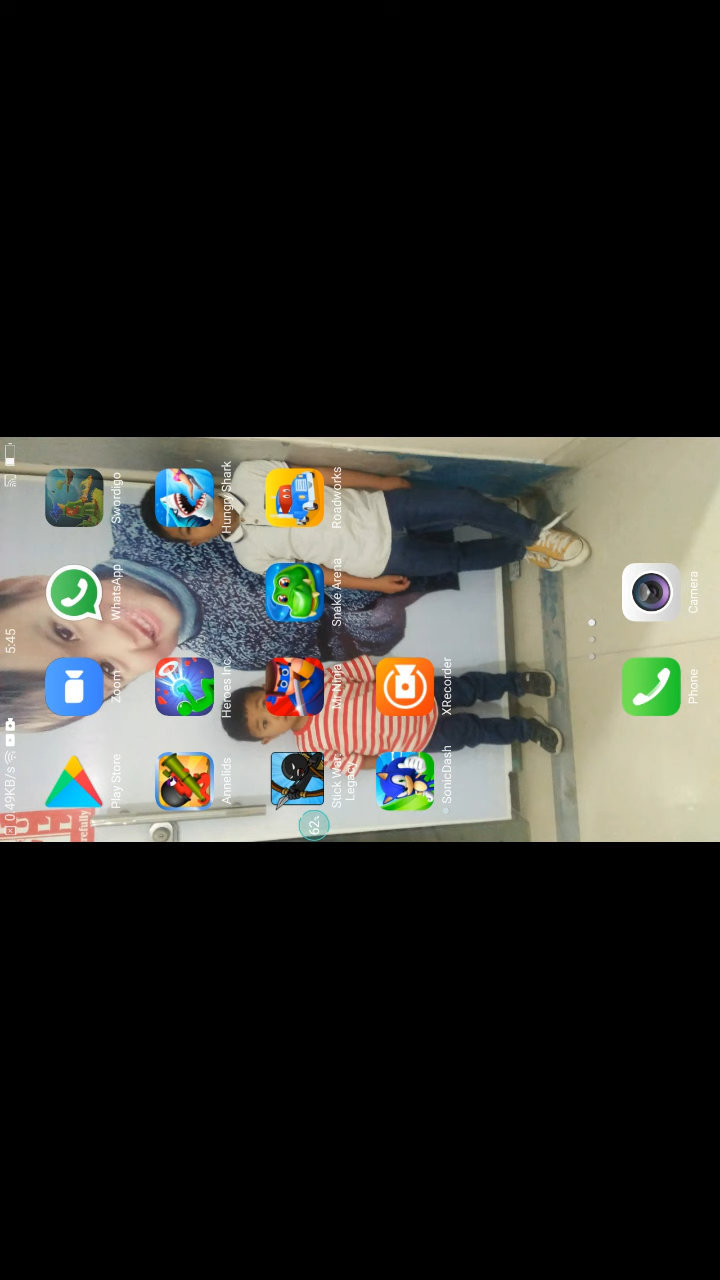 0.49KB/s
5:45
Play Store
Zoom
WhatsApp
Swordigo
Annelids
Heroes Inc.
Hungry Shark
Stick War:
Legacy
Mr Ninja
Snake Arena
Roadworks
SonicDash
XRecorder
62%
Phone
Camera